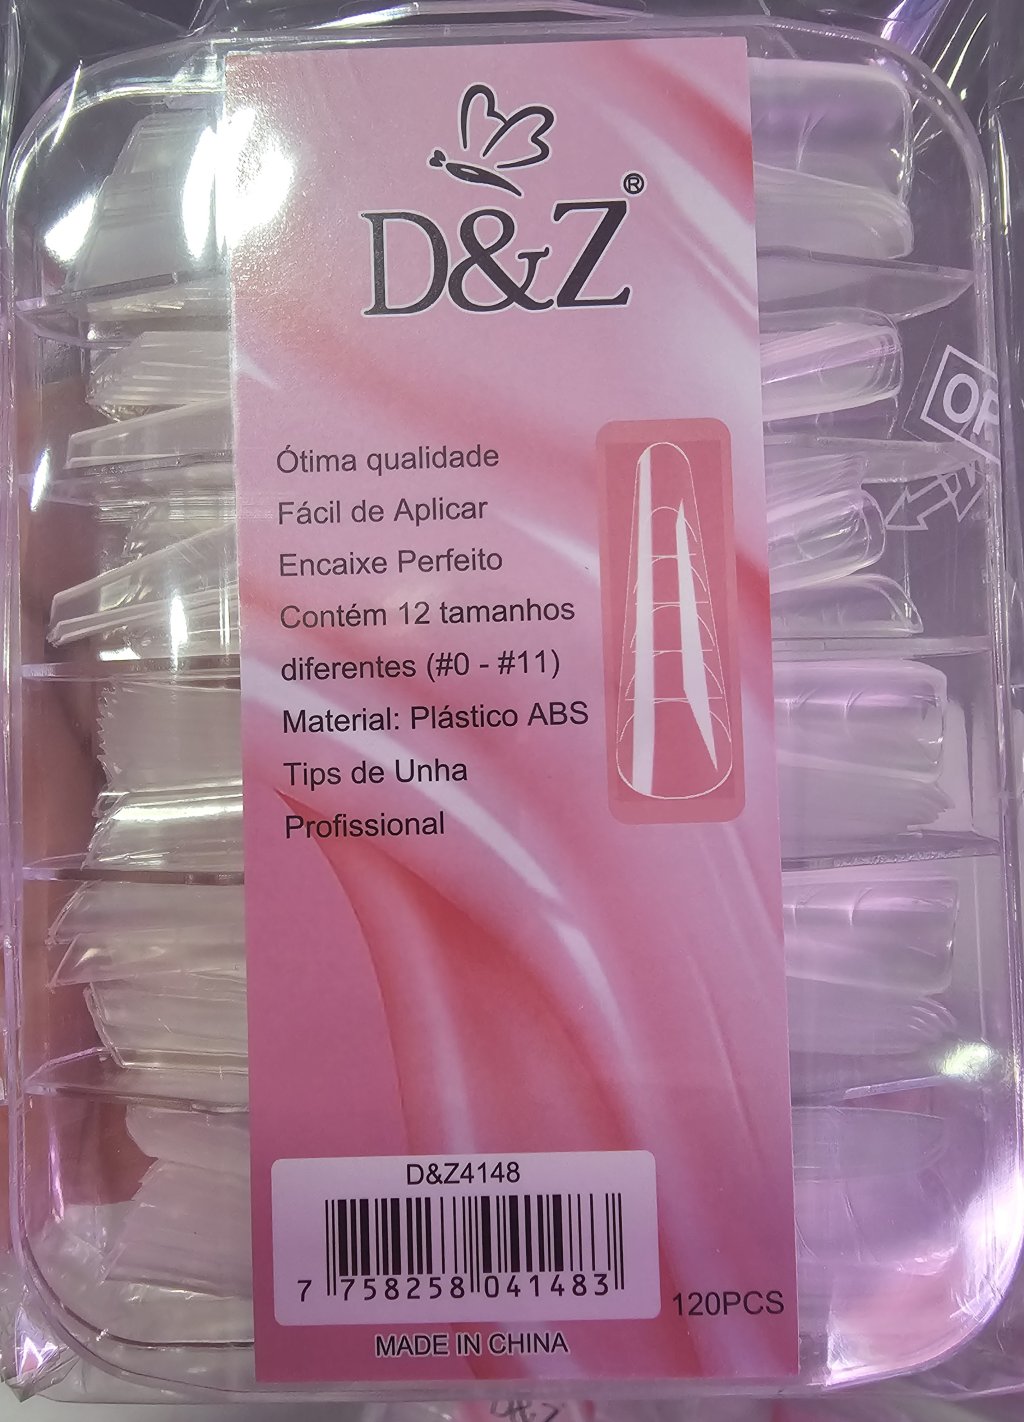 D&Z®
Ótima qualidade
Fácil de Aplicar
Encaixe Perfeito
Contém 12 tamanhos
diferentes (#0 - #11)
Material: Plástico ABS
Tips de Unha
Profissional
D&Z4148
7 758258 041483
120PCS
MADE IN CHINA